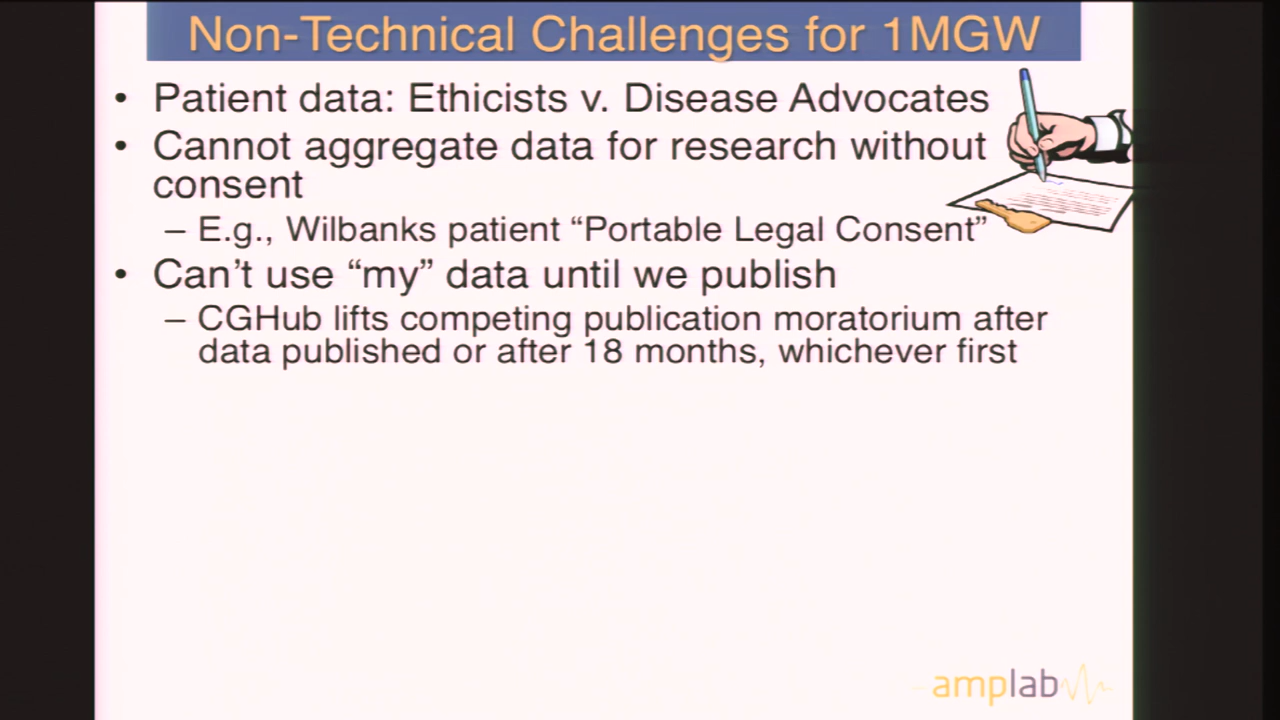 Non-Technical Challenges for 1MGW
• Patient data: Ethicists v. Disease Advocates
• Cannot aggregate data for research without
consent
– E.g., Wilbanks patient “Portable Legal Consent”
• Can’t use “my” data until we publish
– CGHub lifts competing publication moratorium after
data published or after 18 months, whichever first
amplab